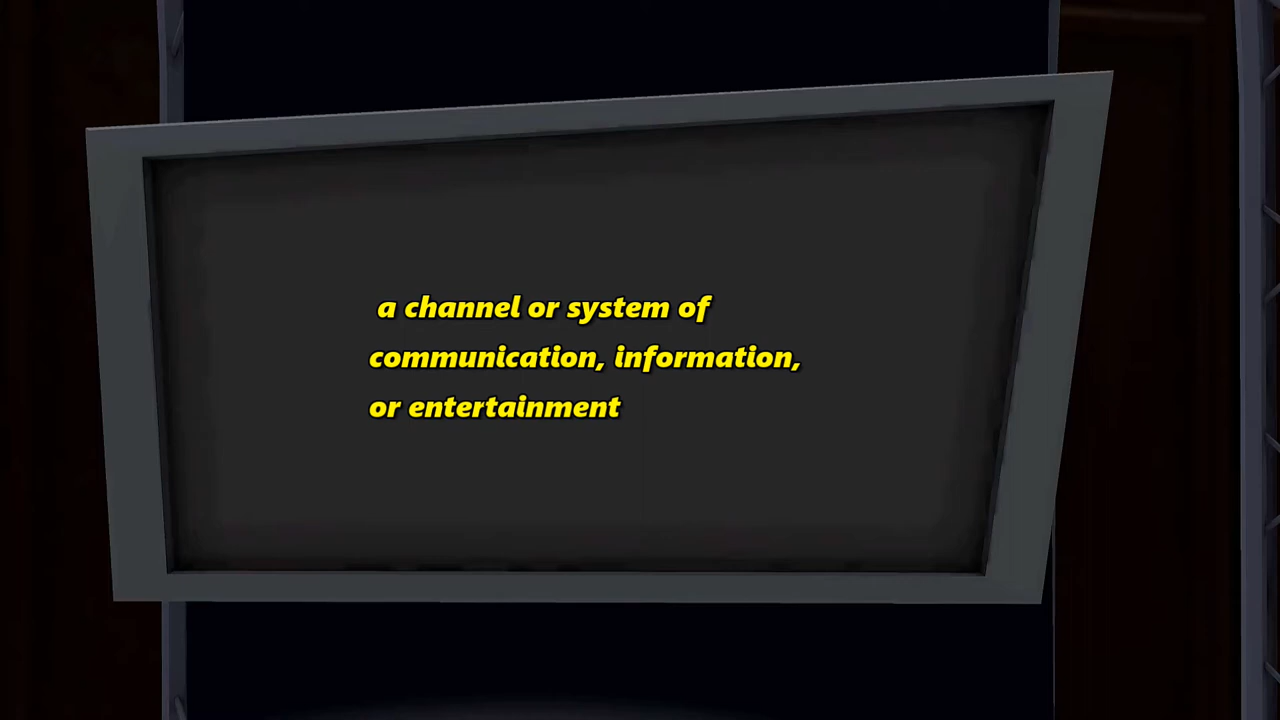 a channel or system of
communication, information,
or entertainment